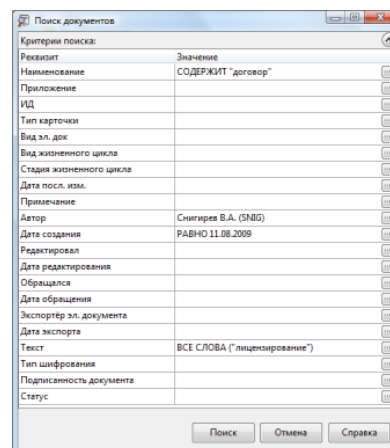 Поиск документов
Критерии поиска:
Реквизит Значение
Наименование СОДЕРЖИТ "договор"
Приложение
ИД
Тип карточки
Вид эл. док
Вид жизненного цикла
Стадия жизненного цикла
Дата посл. изм.
Примечание
Автор Снигирев В.А. (SNIG)
Дата создания РАВНО 11.08.2009
Редактировал
Дата редактирования
Обращался
Дата обращения
Экспортёр эл. документа
Дата экспорта
Текст ВСЕ СЛОВА ("лицензирование")
Тип шифрования
Подписанность документа
Статус
Поиск Отмена Справка